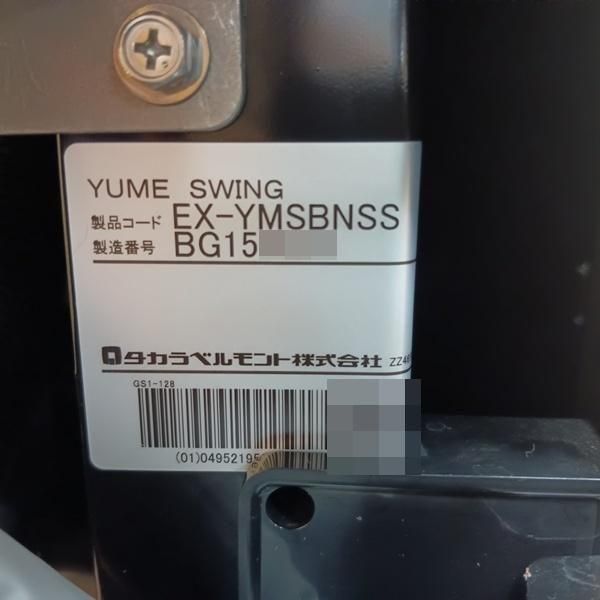 YUME SWING
製品コード EX-YMSBNSS
製造番号 BG15
タカラベルモント株式会社 ZZ46
GS1-128
(01)04952195